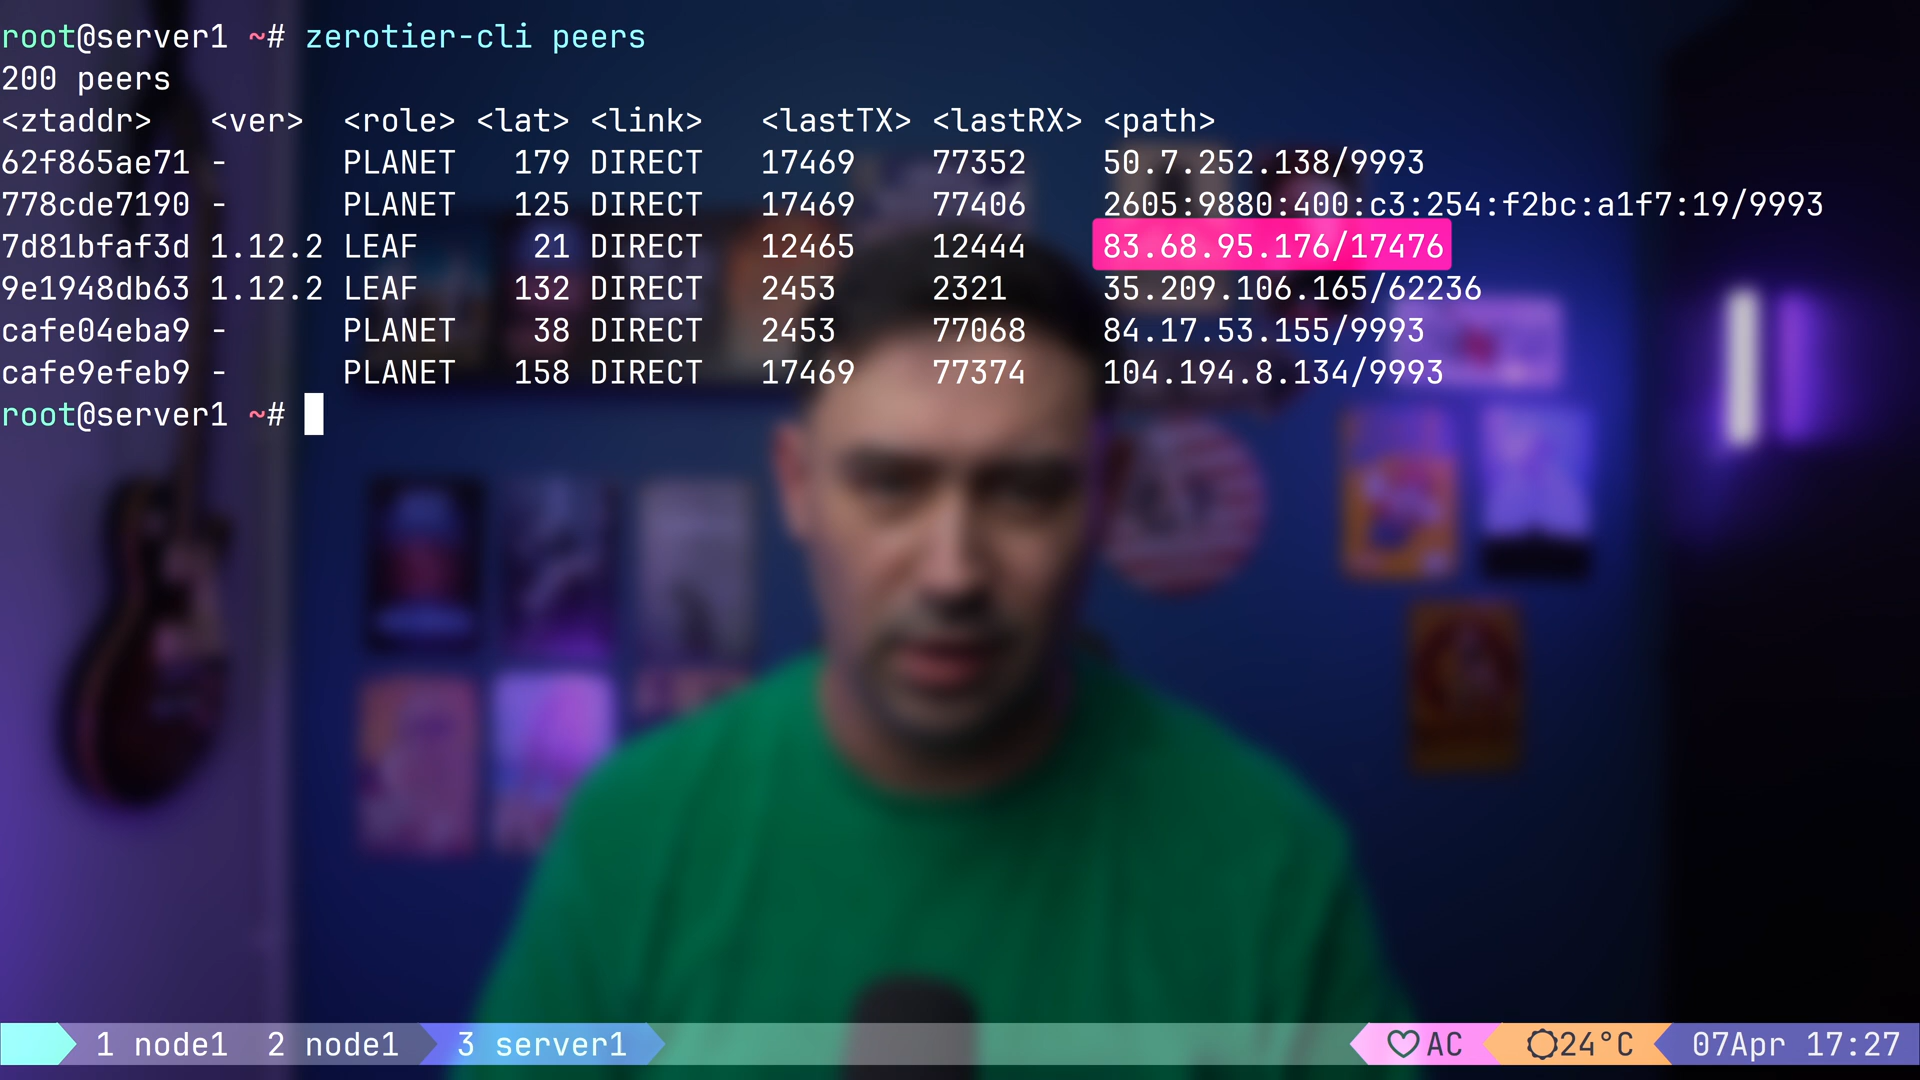 root@server1 ~# zerotier-cli peers
200 peers
<ztaddr>   <ver>  <role> <lat> <link>   <lastTX> <lastRX> <path>
62f865ae71 -      PLANET   179 DIRECT   17469    77352    50.7.252.138/9993
778cde7190 -      PLANET   125 DIRECT   17469    77406    2605:9880:400:c3:254:f2bc:a1f7:19/9993
7d81bfaf3d 1.12.2 LEAF      21 DIRECT   12465    12444    83.68.95.176/17476
9e1948db63 1.12.2 LEAF     132 DIRECT   2453     2321     35.209.106.165/62236
cafe04eba9 -      PLANET    38 DIRECT   2453     77068    84.17.53.155/9993
cafe9efeb9 -      PLANET   158 DIRECT   17469    77374    104.194.8.134/9993
root@server1 ~#
1 node1  2 node1  3 server1  AC  24°C  07Apr 17:27